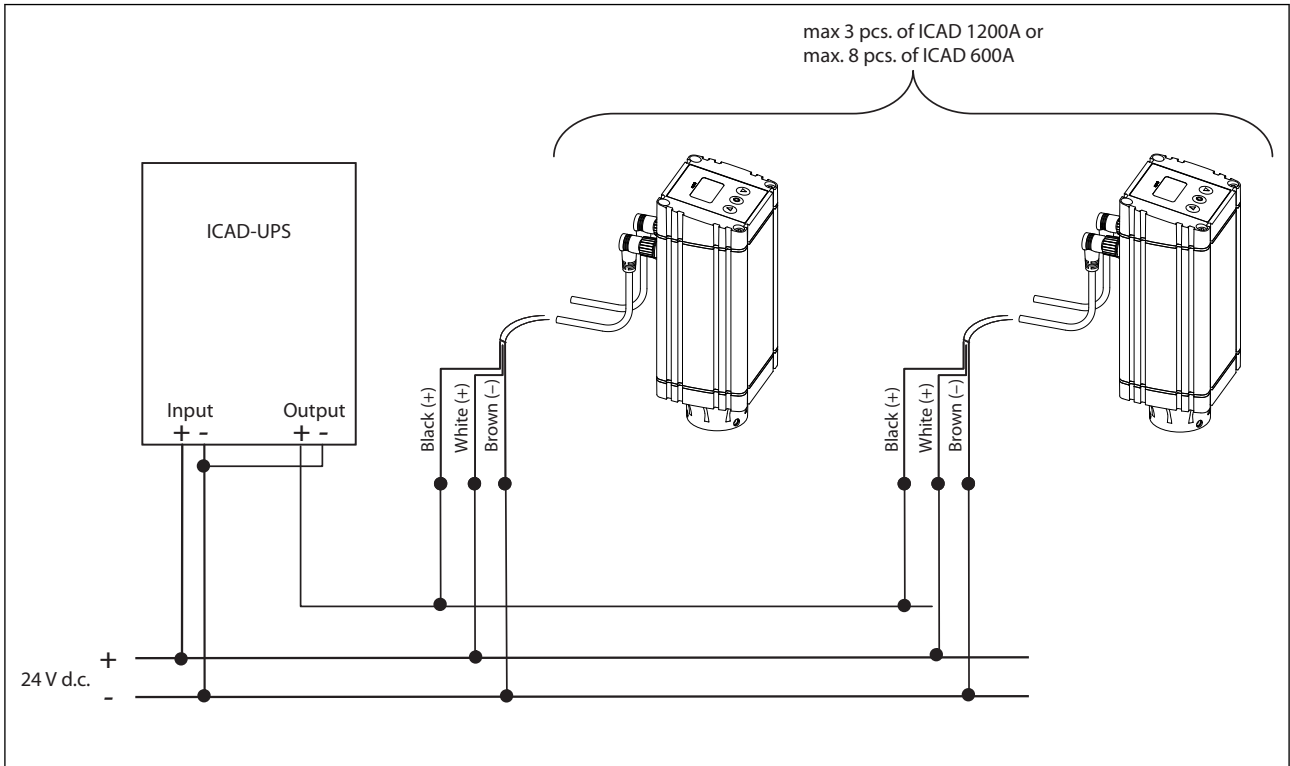 max 3 pcs. of ICAD 1200A or
max. 8 pcs. of ICAD 600A
ICAD-UPS
Input Output
+ - + -
Black (+)
White (+)
Brown (–)
Black (+)
White (+)
Brown (–)
+
24 V d.c.
-